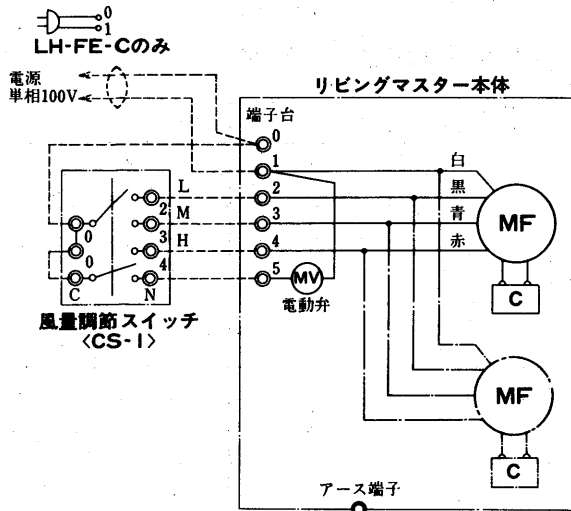 0
1
LH-FE-Cのみ
電源
単相100V
リビングマスター本体
端子台
0
1
白
L
2
黒
MF
2
M
3
青
0
3
H
4
赤
0
4
5
MV
C
C
N
電動弁
風量調節スイッチ
〈CS-1〉
MF
C
アース端子